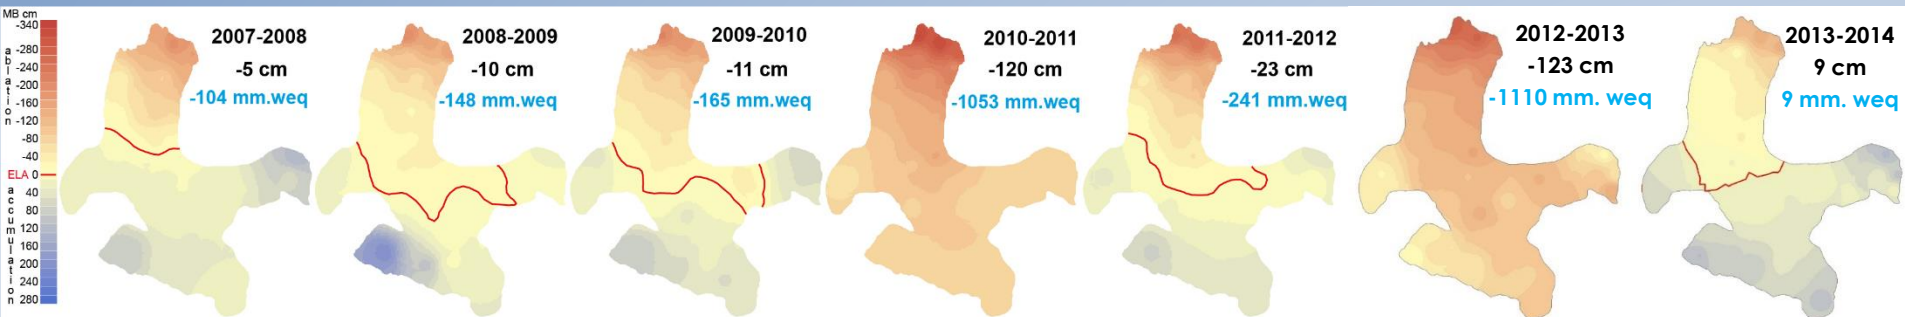 MB cm
-340
-280
-240
-200
-160
-120
-80
-40
ELA 0
40
80
120
160
200
240
280
ablation
accumulation
2007-2008
-5 cm
-104 mm.weq
2008-2009
-10 cm
-148 mm.weq
2009-2010
-11 cm
-165 mm.weq
2010-2011
-120 cm
-1053 mm.weq
2011-2012
-23 cm
-241 mm.weq
2012-2013
-123 cm
-1110 mm. weq
2013-2014
9 cm
9 mm. weq